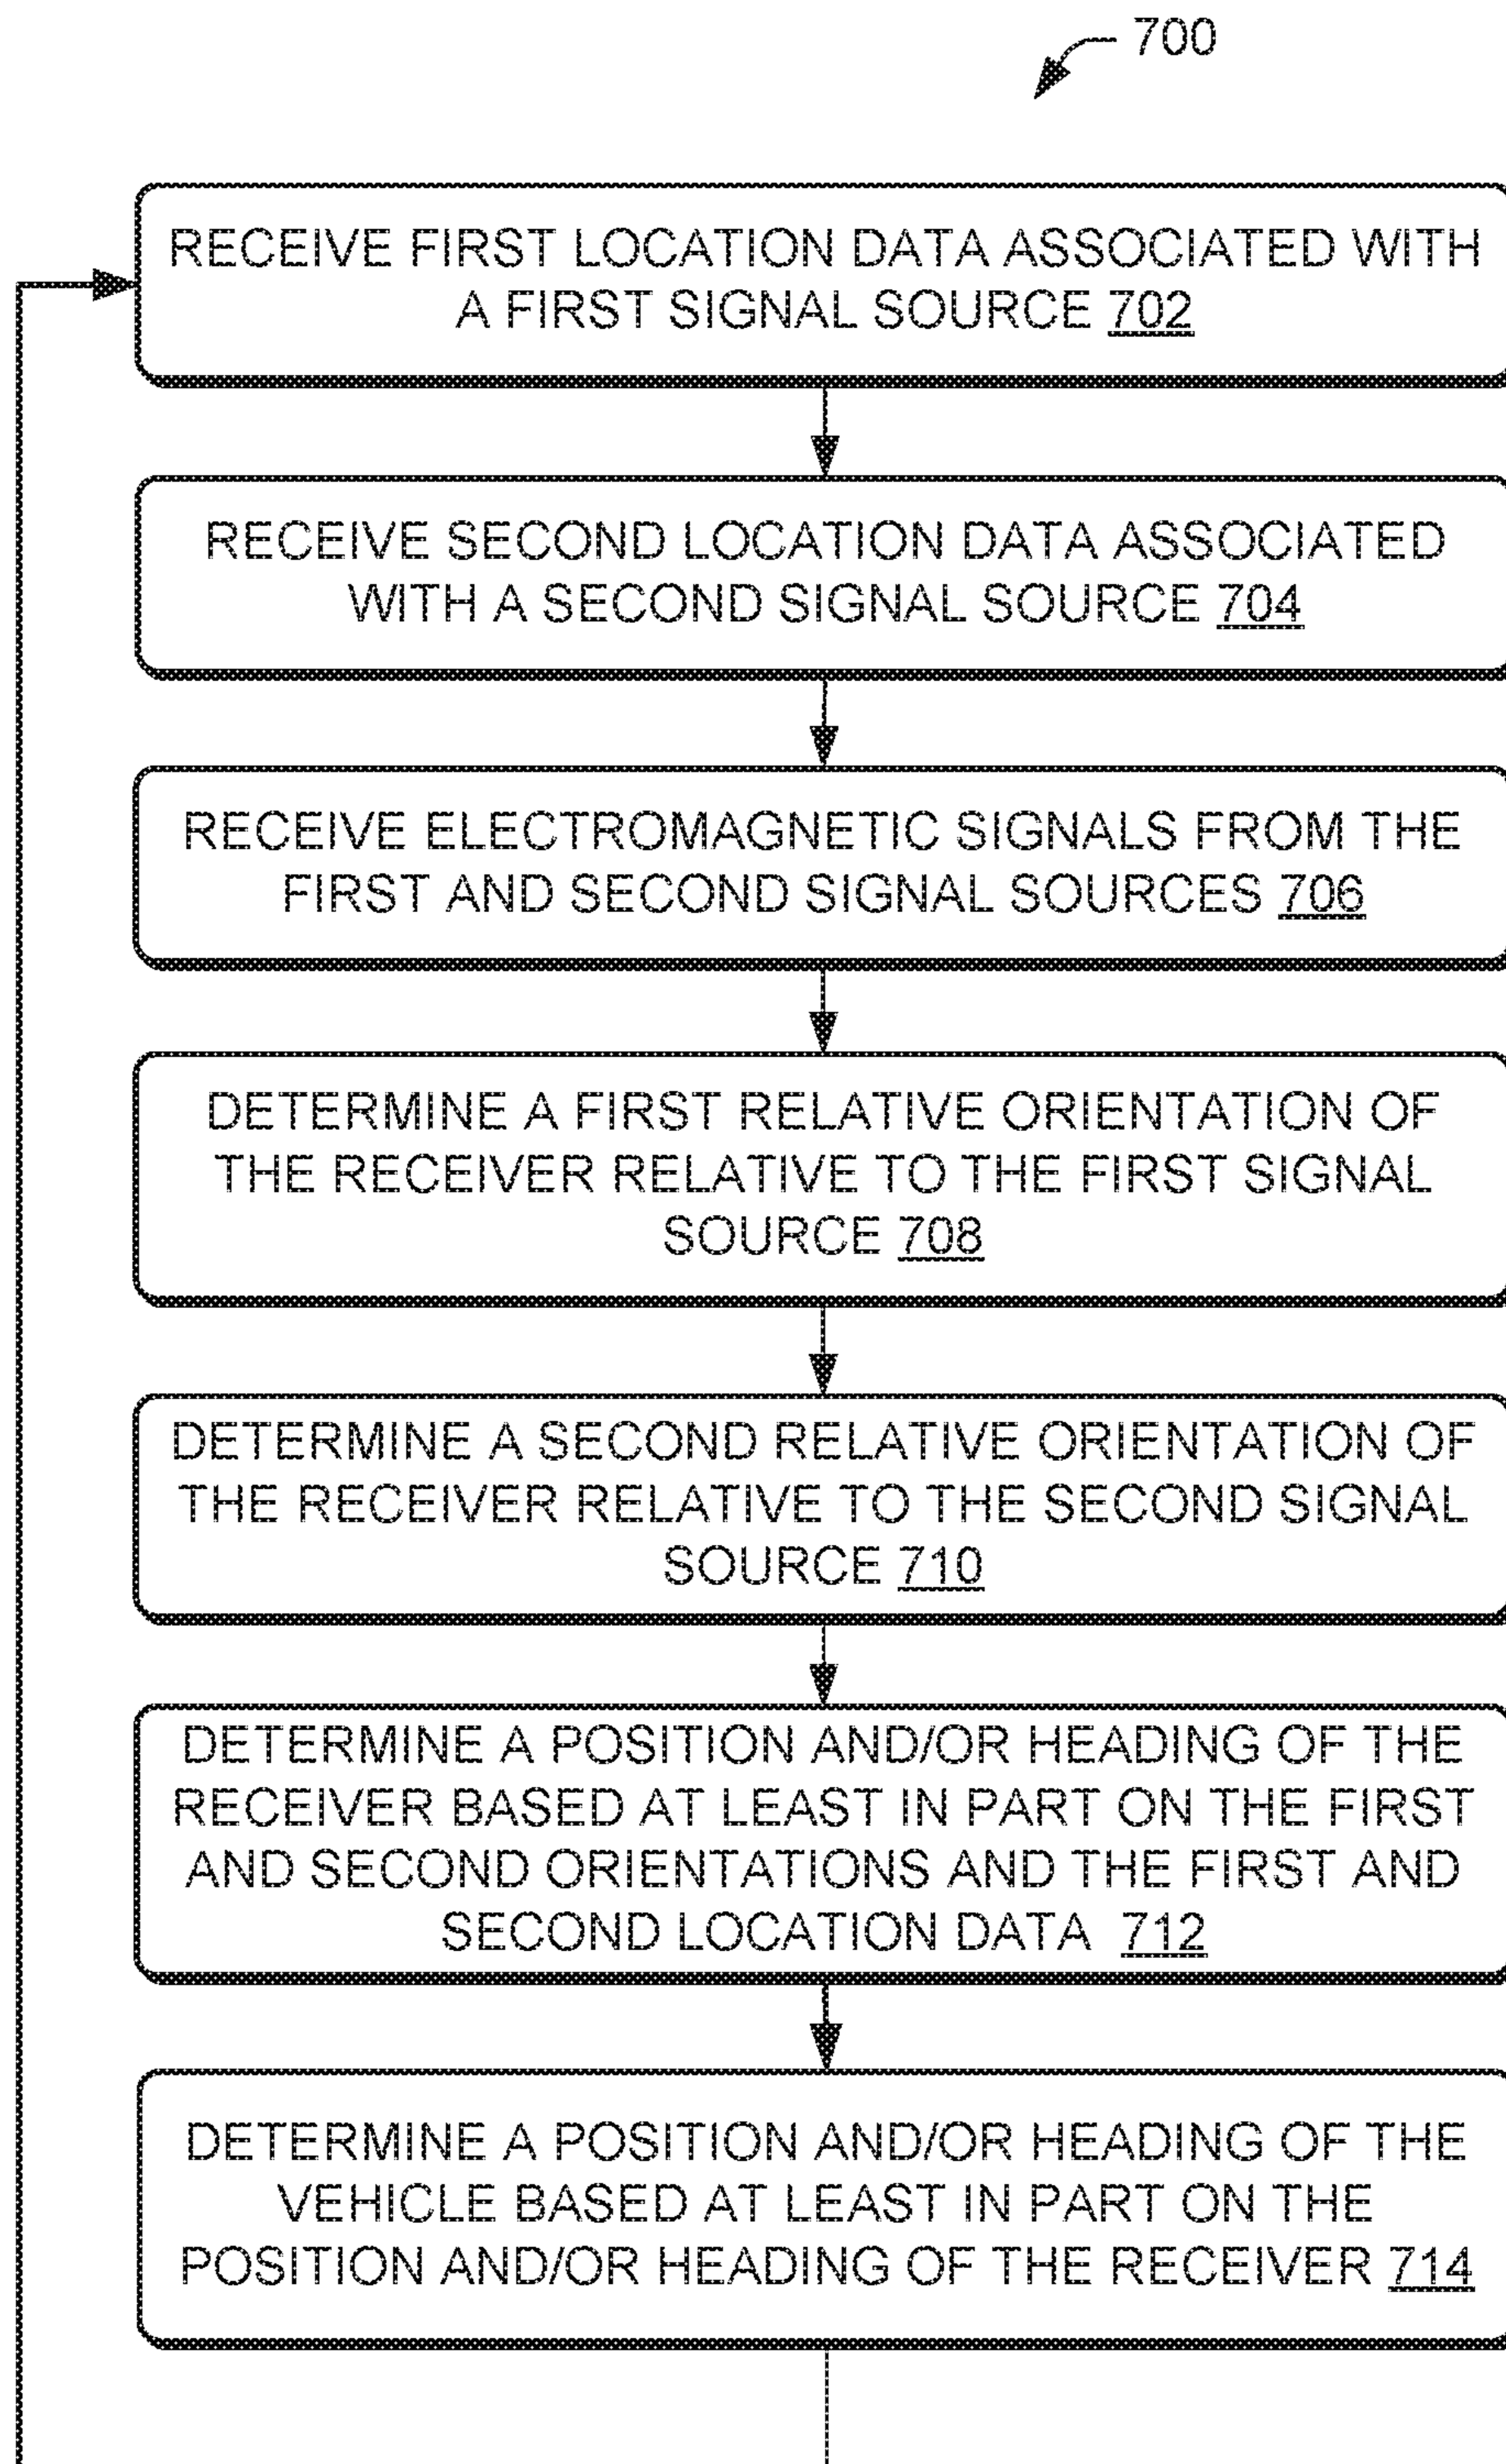 700
RECEIVE FIRST LOCATION DATA ASSOCIATED WITH
A FIRST SIGNAL SOURCE 702
RECEIVE SECOND LOCATION DATA ASSOCIATED
WITH A SECOND SIGNAL SOURCE 704
RECEIVE ELECTROMAGNETIC SIGNALS FROM THE
FIRST AND SECOND SIGNAL SOURCES 706
DETERMINE A FIRST RELATIVE ORIENTATION OF
THE RECEIVER RELATIVE TO THE FIRST SIGNAL
SOURCE 708
DETERMINE A SECOND RELATIVE ORIENTATION OF
THE RECEIVER RELATIVE TO THE SECOND SIGNAL
SOURCE 710
DETERMINE A POSITION AND/OR HEADING OF THE
RECEIVER BASED AT LEAST IN PART ON THE FIRST
AND SECOND ORIENTATIONS AND THE FIRST AND
SECOND LOCATION DATA 712
DETERMINE A POSITION AND/OR HEADING OF THE
VEHICLE BASED AT LEAST IN PART ON THE
POSITION AND/OR HEADING OF THE RECEIVER 714